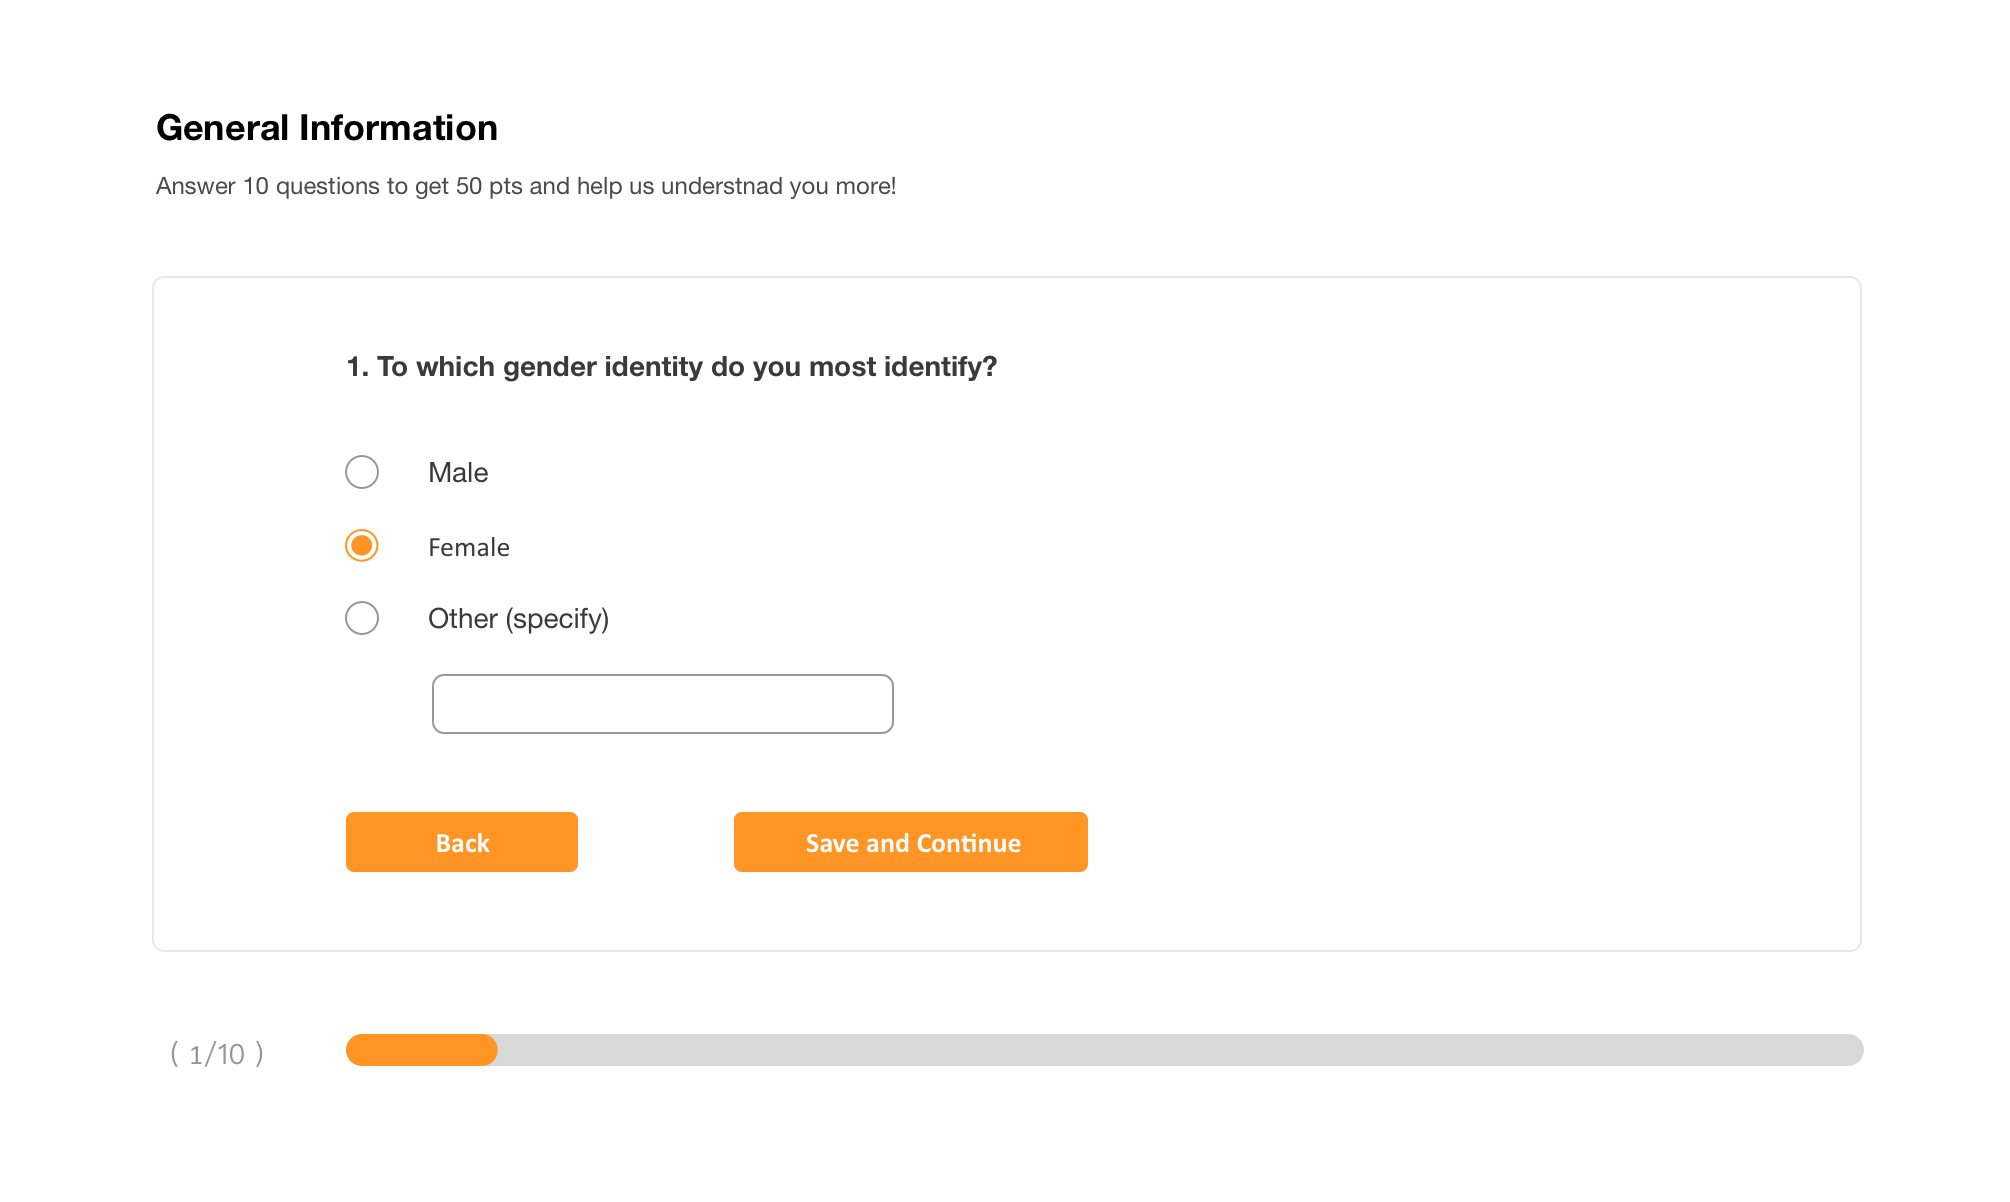 General Information
Answer 10 questions to get 50 pts and help us understnad you more!
1. To which gender identity do you most identify?
Male
Female
Other (specify)
Back
Save and Continue
( 1/10 )